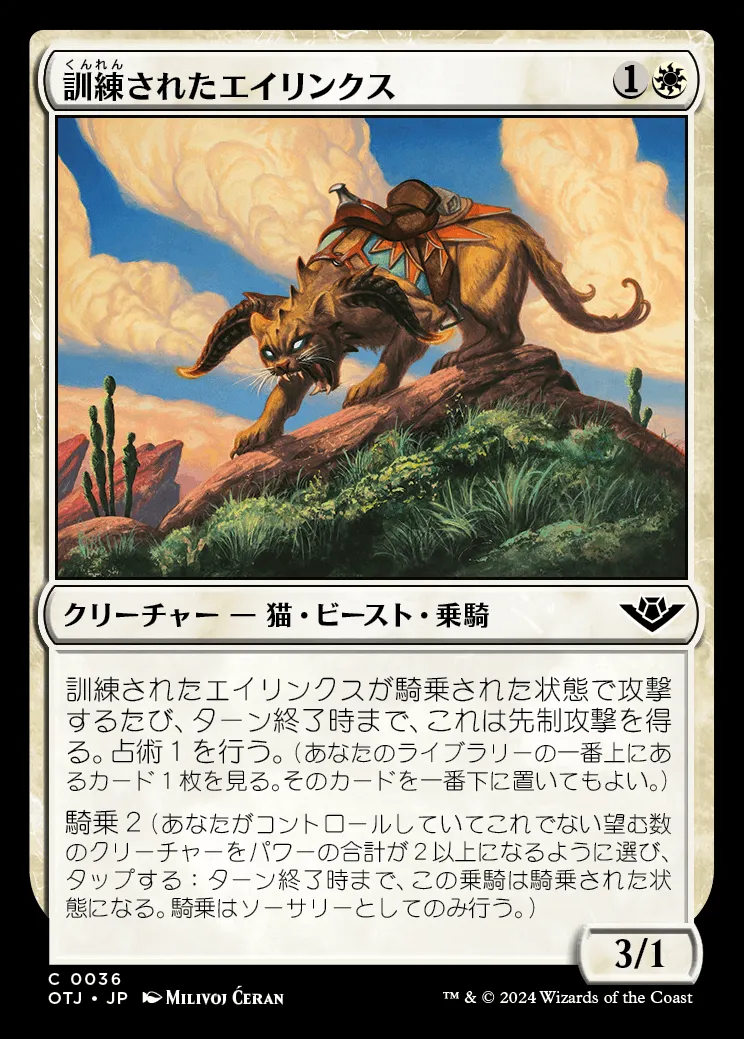 くんれん
訓練されたエイリンクス 1
クリーチャー — 猫・ビースト・乗騎
訓練されたエイリンクスが騎乗された状態で攻撃
するたび、ターン終了時まで、これは先制攻撃を得
る。占術1を行う。（あなたのライブラリーの一番上にあ
るカード1枚を見る。そのカードを一番下に置いてもよい。）
騎乗2（あなたがコントロールしていてこれでない望む数
のクリーチャーをパワーの合計が2以上になるように選び、
タップする：ターン終了時まで、この乗騎は騎乗された状
態になる。騎乗はソーサリーとしてのみ行う。）
3/1
C 0036
OTJ • JP Milivoj Ćeran
™ & © 2024 Wizards of the Coast